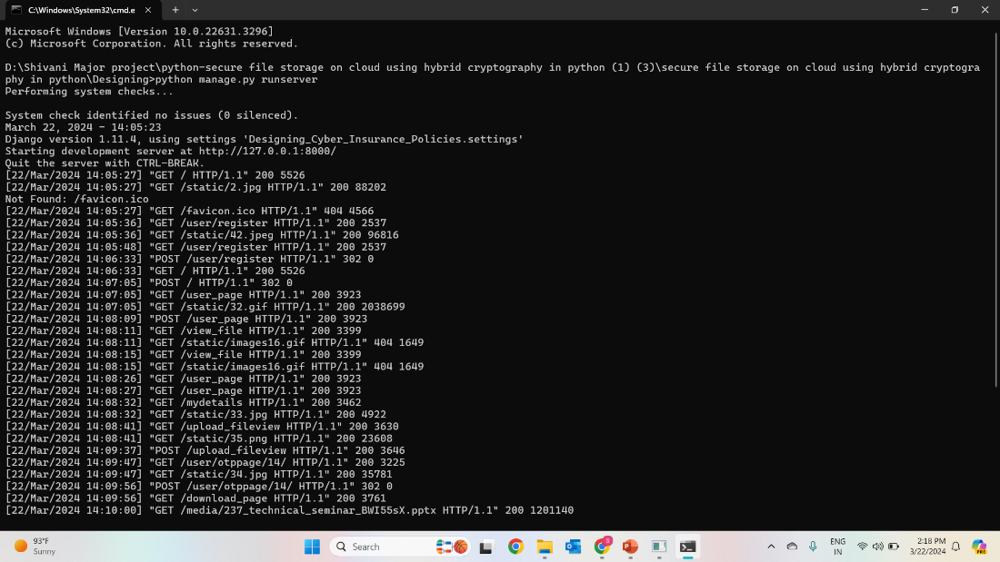 C:\Windows\System32\cmd.e
Microsoft Windows [Version 10.0.22631.3296]
(c) Microsoft Corporation. All rights reserved.
D:\Shivani Major project\python-secure file storage on cloud using hybrid cryptography in python (1) (3)\secure file storage on cloud using hybrid cryptogra
phy in python\Designing>python manage.py runserver
Performing system checks...
System check identified no issues (0 silenced).
March 22, 2024 - 14:05:23
Django version 1.11.4, using settings 'Designing_Cyber_Insurance_Policies.settings'
Starting development server at http://127.0.0.1:8000/
Quit the server with CTRL-BREAK.
[22/Mar/2024 14:05:27] "GET / HTTP/1.1" 200 5526
[22/Mar/2024 14:05:27] "GET /static/2.jpg HTTP/1.1" 200 88202
Not Found: /favicon.ico
[22/Mar/2024 14:05:27] "GET /favicon.ico HTTP/1.1" 404 4566
[22/Mar/2024 14:05:36] "GET /user/register HTTP/1.1" 200 2537
[22/Mar/2024 14:05:36] "GET /static/42.jpeg HTTP/1.1" 200 96816
[22/Mar/2024 14:05:48] "GET /user/register HTTP/1.1" 200 2537
[22/Mar/2024 14:06:33] "POST /user/register HTTP/1.1" 302 0
[22/Mar/2024 14:06:33] "GET / HTTP/1.1" 200 5526
[22/Mar/2024 14:07:05] "POST / HTTP/1.1" 302 0
[22/Mar/2024 14:07:05] "GET /user_page HTTP/1.1" 200 3923
[22/Mar/2024 14:07:05] "GET /static/32.gif HTTP/1.1" 200 2038699
[22/Mar/2024 14:08:09] "POST /user_page HTTP/1.1" 200 3923
[22/Mar/2024 14:08:11] "GET /view_file HTTP/1.1" 200 3399
[22/Mar/2024 14:08:11] "GET /static/images16.gif HTTP/1.1" 404 1649
[22/Mar/2024 14:08:15] "GET /view_file HTTP/1.1" 200 3399
[22/Mar/2024 14:08:15] "GET /static/images16.gif HTTP/1.1" 404 1649
[22/Mar/2024 14:08:26] "GET /user_page HTTP/1.1" 200 3923
[22/Mar/2024 14:08:27] "GET /user_page HTTP/1.1" 200 3923
[22/Mar/2024 14:08:32] "GET /mydetails HTTP/1.1" 200 3462
[22/Mar/2024 14:08:32] "GET /static/33.jpg HTTP/1.1" 200 4922
[22/Mar/2024 14:08:41] "GET /upload_fileview HTTP/1.1" 200 3630
[22/Mar/2024 14:08:41] "GET /static/35.png HTTP/1.1" 200 23608
[22/Mar/2024 14:09:37] "POST /upload_fileview HTTP/1.1" 200 3646
[22/Mar/2024 14:09:47] "GET /user/otppage/14/ HTTP/1.1" 200 3225
[22/Mar/2024 14:09:47] "GET /static/34.jpg HTTP/1.1" 200 35781
[22/Mar/2024 14:09:56] "POST /user/otppage/14/ HTTP/1.1" 302 0
[22/Mar/2024 14:09:56] "GET /download_page HTTP/1.1" 200 3761
[22/Mar/2024 14:10:00] "GET /media/237_technical_seminar_BWI55sX.pptx HTTP/1.1" 200 1201140
93°F
Sunny
Search
ENG
IN
2:18 PM
3/22/2024